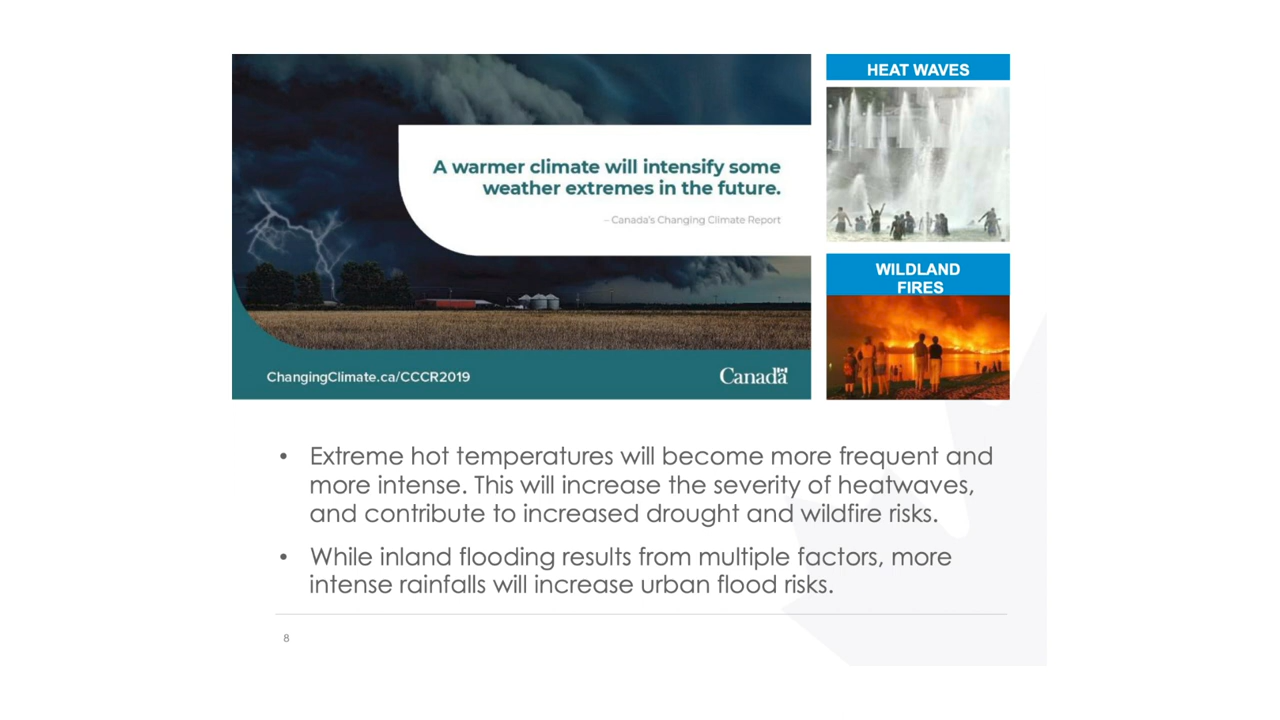 A warmer climate will intensify some
weather extremes in the future.
– Canada's Changing Climate Report
ChangingClimate.ca/CCCR2019
Canada
HEAT WAVES
WILDLAND
FIRES
• Extreme hot temperatures will become more frequent and
more intense. This will increase the severity of heatwaves,
and contribute to increased drought and wildfire risks.
• While inland flooding results from multiple factors, more
intense rainfalls will increase urban flood risks.
8